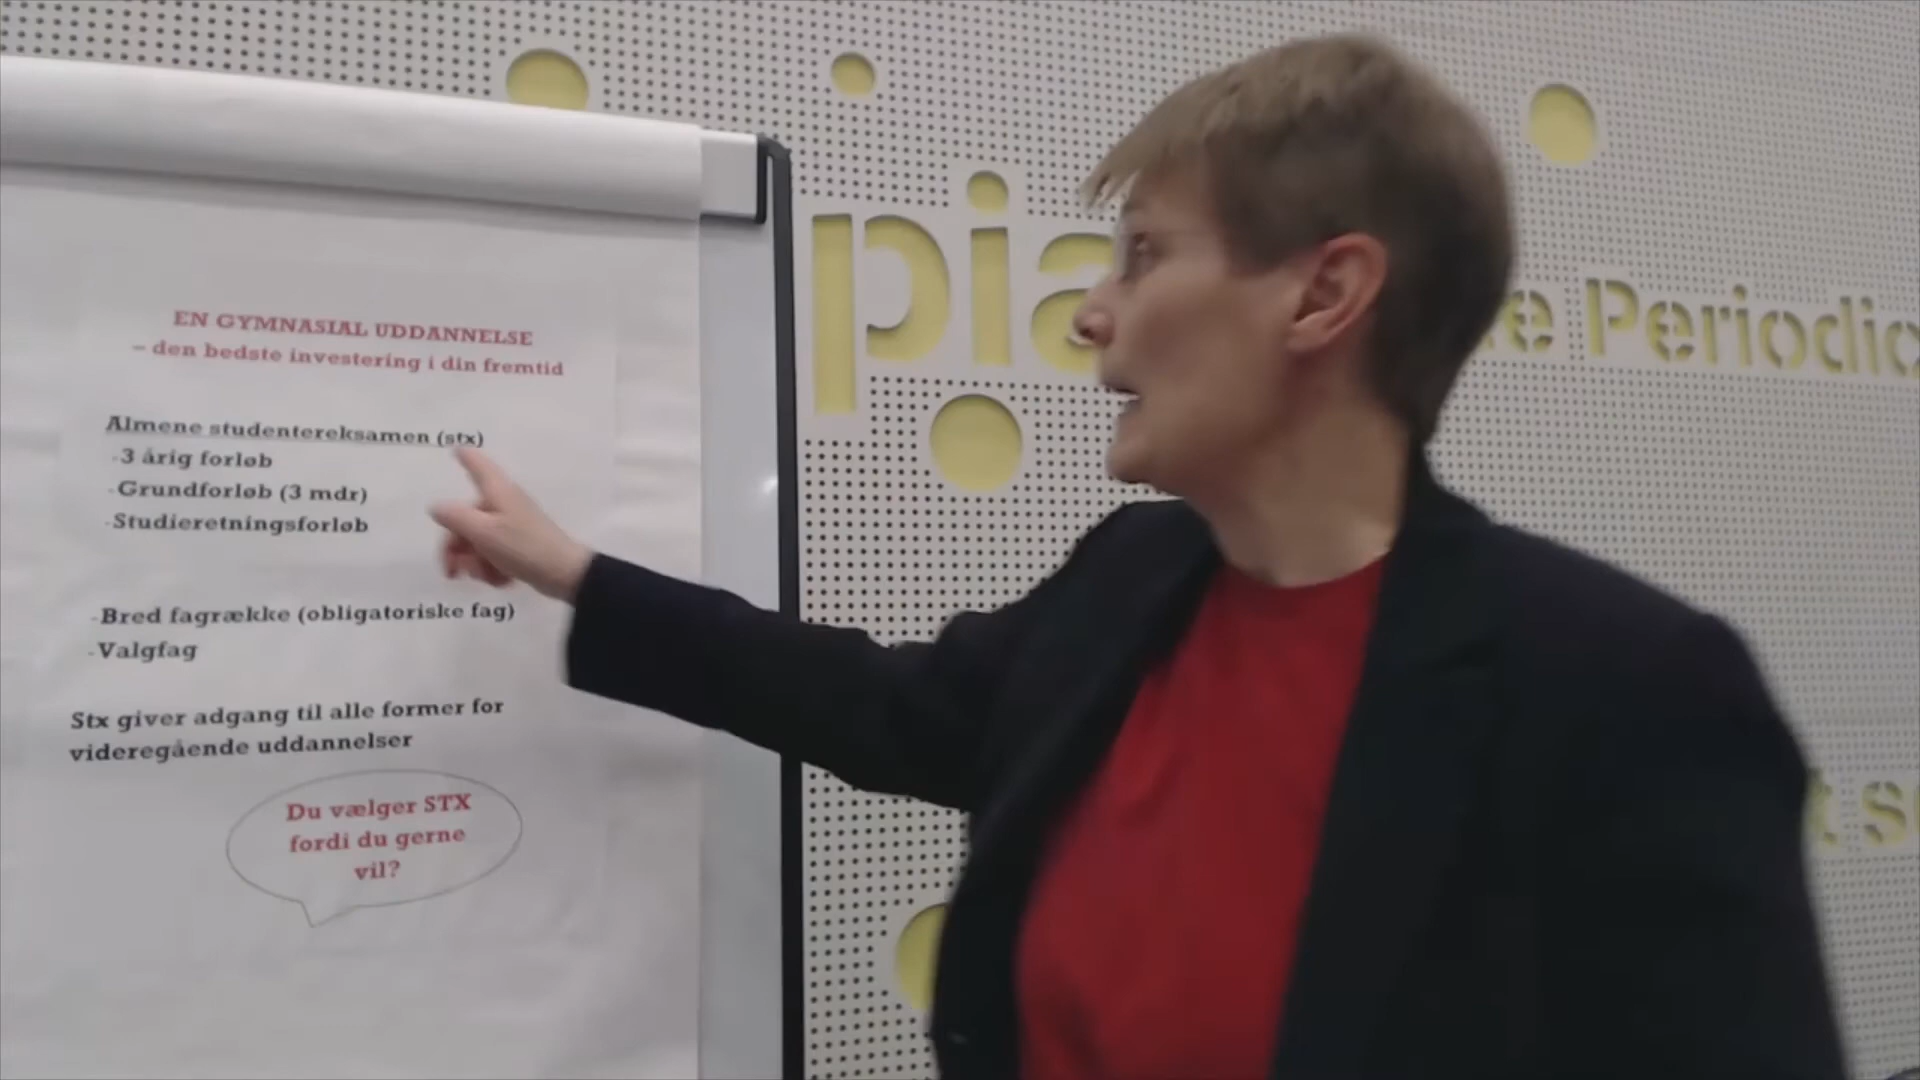 EN GYMNASIAL UDDANNELSE
– den bedste investering i din fremtid
Almene studentereksamen (stx)
-3 årig forløb
-Grundforløb (3 mdr)
-Studieretningsforløb
-Bred fagrække (obligatoriske fag)
-Valgfag
Stx giver adgang til alle former for
videregående uddannelser
Du vælger STX
fordi du gerne
vil?
pia
e Periodic
t s